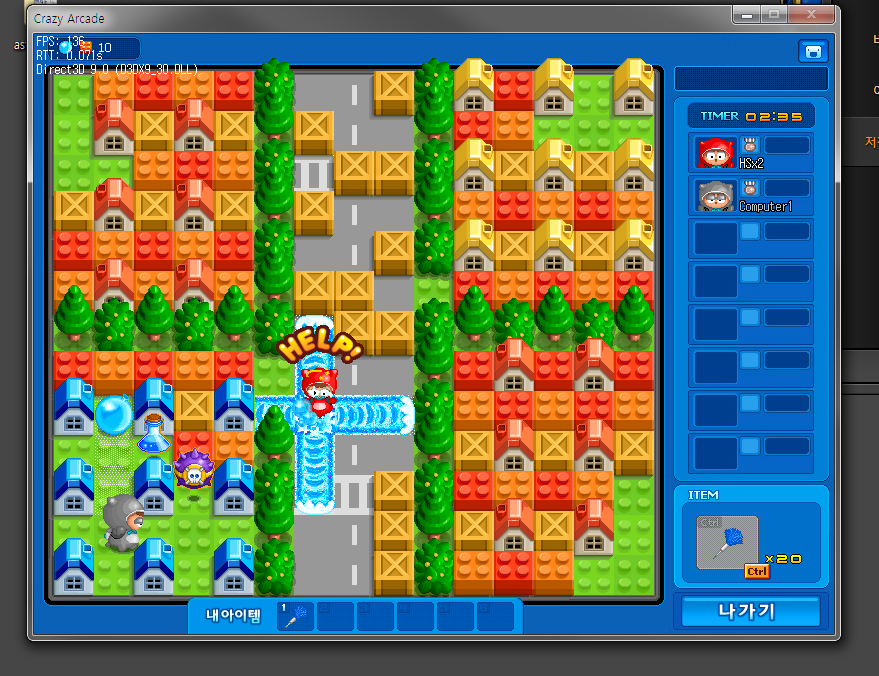 Crazy Arcade
as
FPS: 136
10
RTT: 0.071s
Direct3D 9.0 (D3DX9_30.DLL)
TIMER 02:35
HSx2
Computer1
HELP!
ITEM
Ctrl
x20
Ctrl
내 아이템
1
나가기